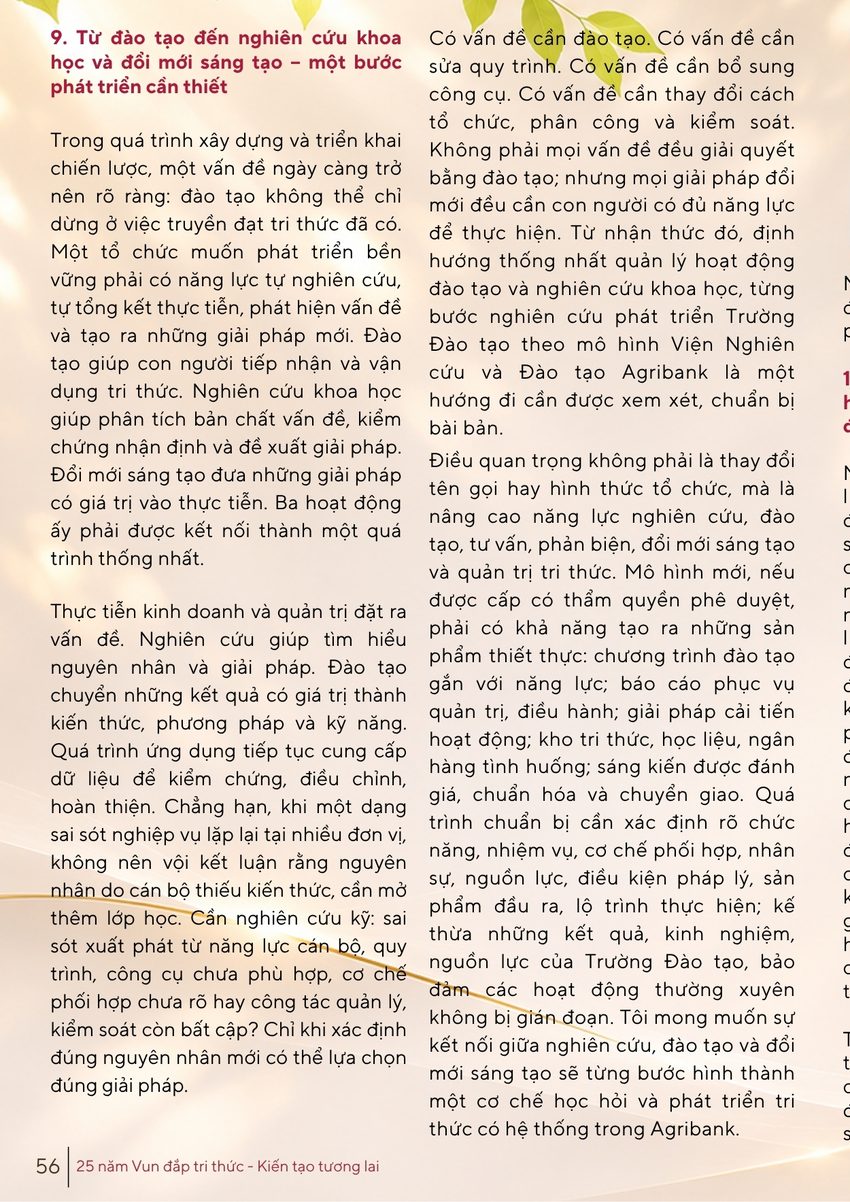 9. Từ đào tạo đến nghiên cứu khoa
học và đổi mới sáng tạo – một bước
phát triển cần thiết
Trong quá trình xây dựng và triển khai
chiến lược, một vấn đề ngày càng trở
nên rõ ràng: đào tạo không thể chỉ
dừng ở việc truyền đạt tri thức đã có.
Một tổ chức muốn phát triển bền
vững phải có năng lực tự nghiên cứu,
tự tổng kết thực tiễn, phát hiện vấn đề
và tạo ra những giải pháp mới. Đào
tạo giúp con người tiếp nhận và vận
dụng tri thức. Nghiên cứu khoa học
giúp phân tích bản chất vấn đề, kiểm
chứng nhận định và đề xuất giải pháp.
Đổi mới sáng tạo đưa những giải pháp
có giá trị vào thực tiễn. Ba hoạt động
ấy phải được kết nối thành một quá
trình thống nhất.
Thực tiễn kinh doanh và quản trị đặt ra
vấn đề. Nghiên cứu giúp tìm hiểu
nguyên nhân và giải pháp. Đào tạo
chuyển những kết quả có giá trị thành
kiến thức, phương pháp và kỹ năng.
Quá trình ứng dụng tiếp tục cung cấp
dữ liệu để kiểm chứng, điều chỉnh,
hoàn thiện. Chẳng hạn, khi một dạng
sai sót nghiệp vụ lặp lại tại nhiều đơn vị,
không nên vội kết luận rằng nguyên
nhân do cán bộ thiếu kiến thức, cần mở
thêm lớp học. Cần nghiên cứu kỹ: sai
sót xuất phát từ năng lực cán bộ, quy
trình, công cụ chưa phù hợp, cơ chế
phối hợp chưa rõ hay công tác quản lý,
kiểm soát còn bất cập? Chỉ khi xác định
đúng nguyên nhân mới có thể lựa chọn
đúng giải pháp.
Có vấn đề cần đào tạo. Có vấn đề cần
sửa quy trình. Có vấn đề cần bổ sung
công cụ. Có vấn đề cần thay đổi cách
tổ chức, phân công và kiểm soát.
Không phải mọi vấn đề đều giải quyết
bằng đào tạo; nhưng mọi giải pháp đổi
mới đều cần con người có đủ năng lực
để thực hiện. Từ nhận thức đó, định
hướng thống nhất quản lý hoạt động
đào tạo và nghiên cứu khoa học, từng
bước nghiên cứu phát triển Trường
Đào tạo theo mô hình Viện Nghiên
cứu và Đào tạo Agribank là một
hướng đi cần được xem xét, chuẩn bị
bài bản.
Điều quan trọng không phải là thay đổi
tên gọi hay hình thức tổ chức, mà là
nâng cao năng lực nghiên cứu, đào
tạo, tư vấn, phản biện, đổi mới sáng tạo
và quản trị tri thức. Mô hình mới, nếu
được cấp có thẩm quyền phê duyệt,
phải có khả năng tạo ra những sản
phẩm thiết thực: chương trình đào tạo
gắn với năng lực; báo cáo phục vụ
quản trị, điều hành; giải pháp cải tiến
hoạt động; kho tri thức, học liệu, ngân
hàng tình huống; sáng kiến được đánh
giá, chuẩn hóa và chuyển giao. Quá
trình chuẩn bị cần xác định rõ chức
năng, nhiệm vụ, cơ chế phối hợp, nhân
sự, nguồn lực, điều kiện pháp lý, sản
phẩm đầu ra, lộ trình thực hiện; kế
thừa những kết quả, kinh nghiệm,
nguồn lực của Trường Đào tạo, bảo
đảm các hoạt động thường xuyên
không bị gián đoạn. Tôi mong muốn sự
kết nối giữa nghiên cứu, đào tạo và đổi
mới sáng tạo sẽ từng bước hình thành
một cơ chế học hỏi và phát triển tri
thức có hệ thống trong Agribank.
56 25 năm Vun đắp tri thức - Kiến tạo tương lai